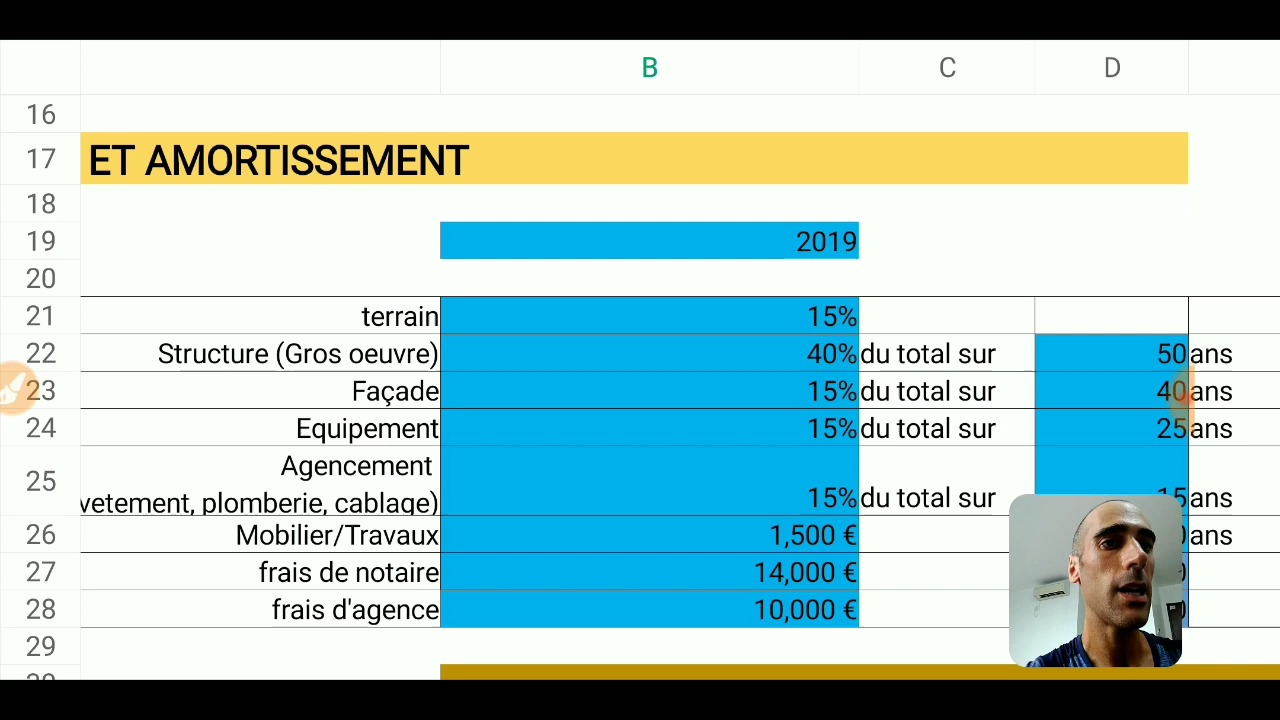 B C D
16
17 ET AMORTISSEMENT
18
19 2019
20
21 terrain 15%
22 Structure (Gros oeuvre) 40% du total sur 50 ans
23 Façade 15% du total sur 40 ans
24 Equipement 15% du total sur 25 ans
Agencement
25 vetement, plomberie, cablage) 15% du total sur 15 ans
26 Mobilier/Travaux 1,500 € ans
27 frais de notaire 14,000 €
28 frais d'agence 10,000 €
29